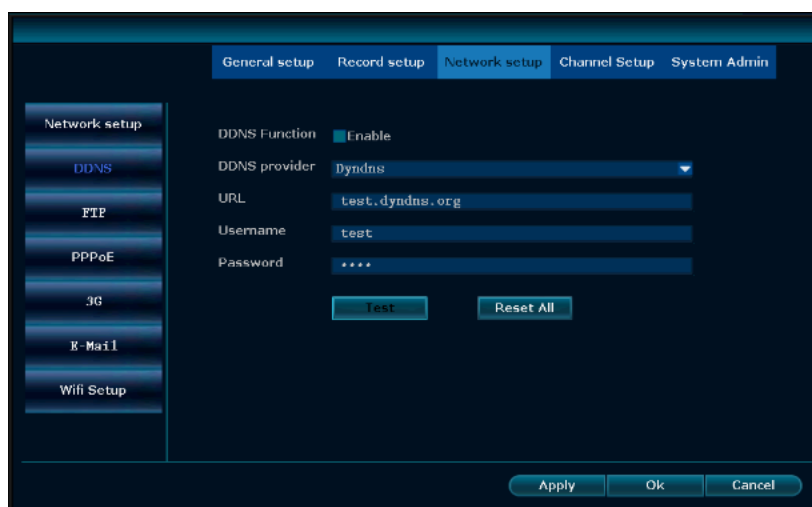 General setup Record setup Network setup Channel Setup System Admin
Network setup
DDNS
FTP
PPPoE
3G
E-Mail
Wifi Setup
DDNS Function Enable
DDNS provider Dyndns
URL test.dyndns.org
Username test
Password ****
Test Reset All
Apply Ok Cancel